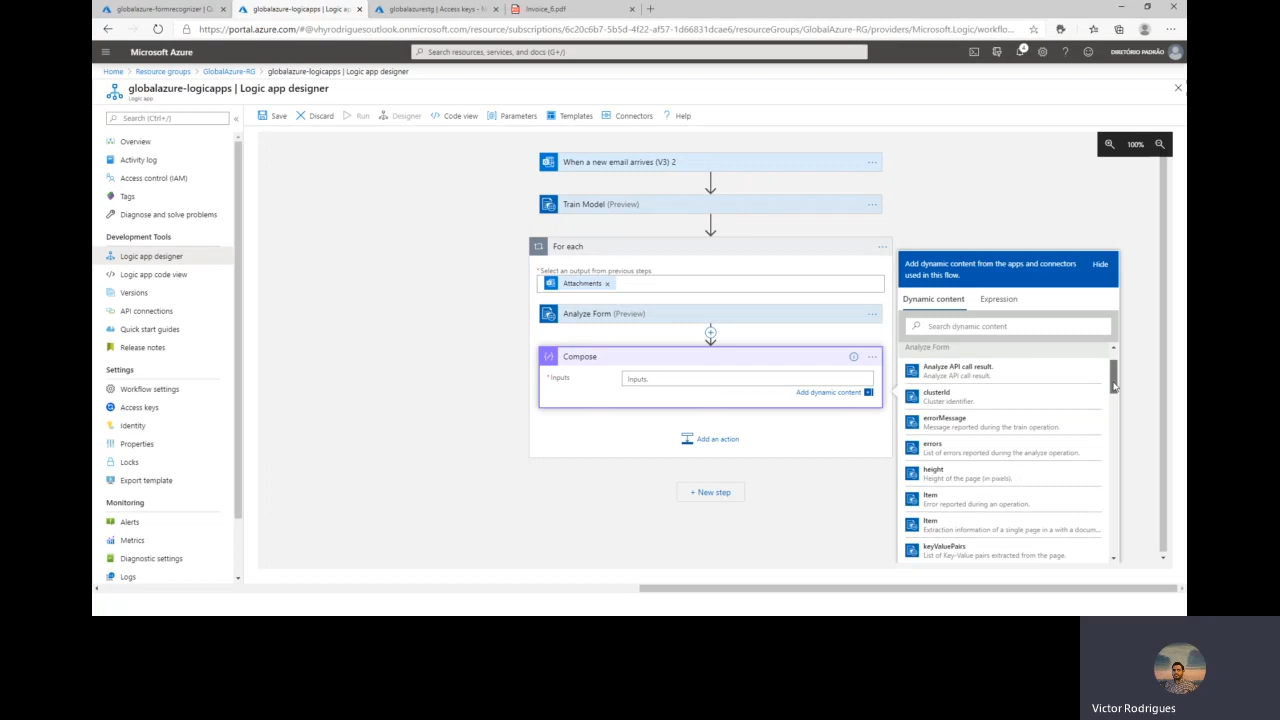 globalazure-formrecognizer | C
globalazure-logicapps | Logic ap
globalazurestg | Access keys -
Invoice_6.pdf
https://portal.azure.com/#@vhyrodriguesoutlook.onmicrosoft.com/resource/subscriptions/6c20c6b7-5b5d-4f22-af57-1d66831dcae6/resourceGroups/GlobalAzure-RG/providers/Microsoft.Logic/workflo...
Microsoft Azure
Search resources, services, and docs (G+/)
4
DIRETÓRIO PADRÃO
Home > Resource groups > GlobalAzure-RG > globalazure-logicapps | Logic app designer
globalazure-logicapps | Logic app designer
Logic app
Search (Ctrl+/)
Save
Discard
Run
Designer
Code view
Parameters
Templates
Connectors
Help
Overview
Activity log
Access control (IAM)
Tags
Diagnose and solve problems
Development Tools
Logic app designer
Logic app code view
Versions
API connections
Quick start guides
Release notes
Settings
Workflow settings
Access keys
Identity
Properties
Locks
Export template
Monitoring
Alerts
Metrics
Diagnostic settings
Logs
100%
When a new email arrives (V3) 2
Train Model (Preview)
For each
*Select an output from previous steps
Attachments ×
Analyze Form (Preview)
Compose
* Inputs
Inputs.
Add dynamic content
Add an action
+ New step
Add dynamic content from the apps and connectors
used in this flow.
Hide
Dynamic content
Expression
Search dynamic content
Analyze Form
Analyze API call result.
Analyze API call result.
clusterId
Cluster identifier.
errorMessage
Message reported during the train operation.
errors
List of errors reported during the analyze operation.
height
Height of the page (in pixels).
Item
Error reported during an operation.
Item
Extraction information of a single page in a with a docum...
keyValuePairs
List of Key-Value pairs extracted from the page.
Victor Rodrigues